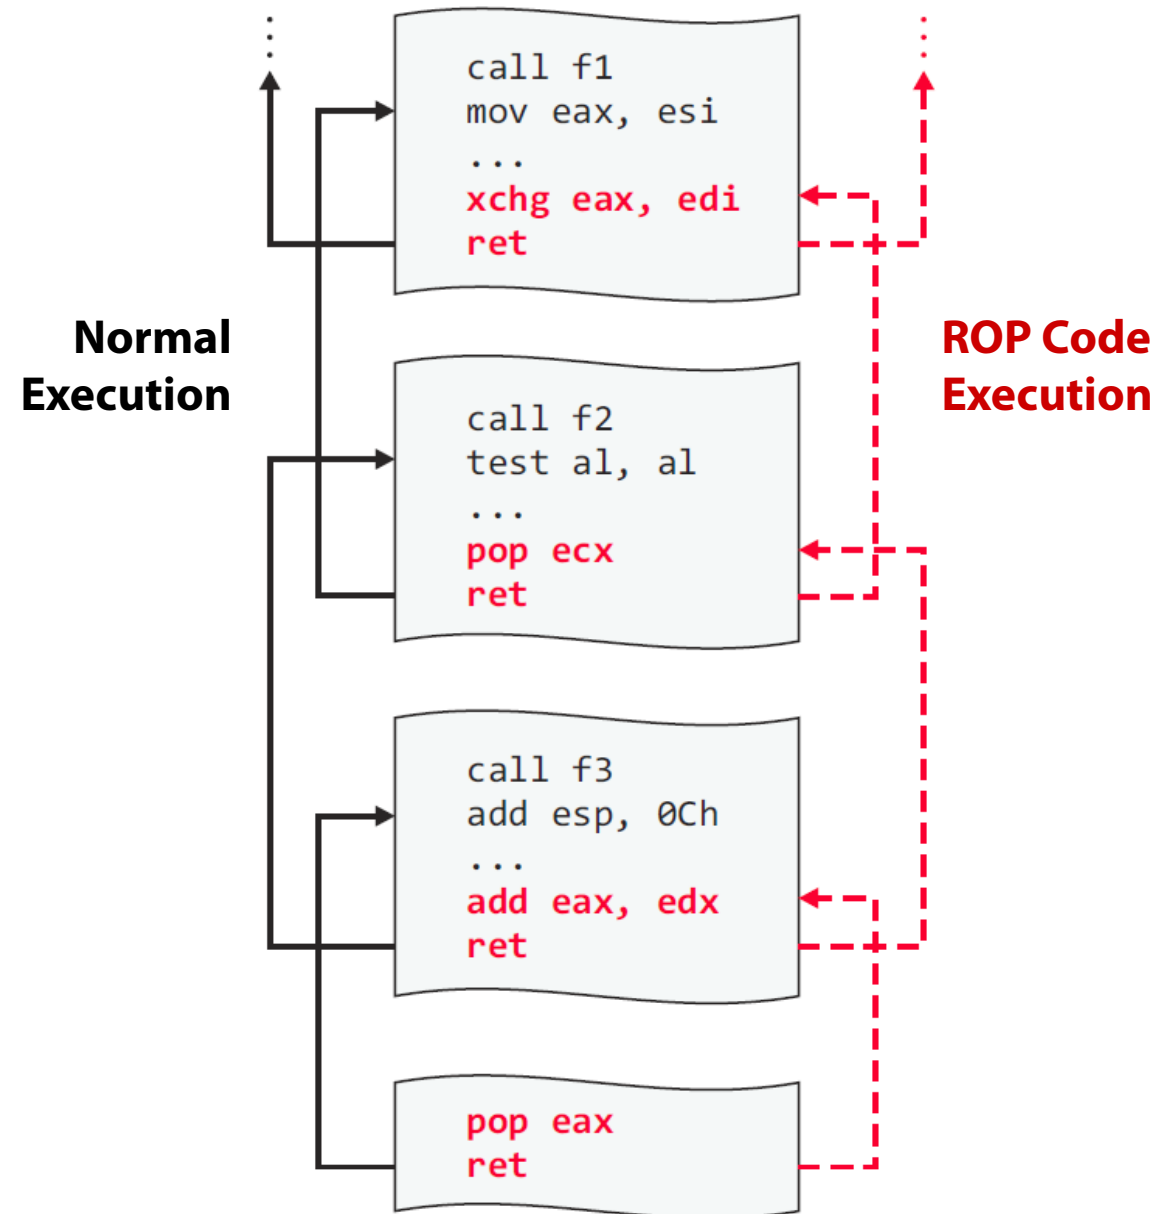 call f1
mov eax, esi
...
xchg eax, edi
ret
Normal
Execution
ROP Code
Execution
call f2
test al, al
...
pop ecx
ret
call f3
add esp, 0Ch
...
add eax, edx
ret
pop eax
ret